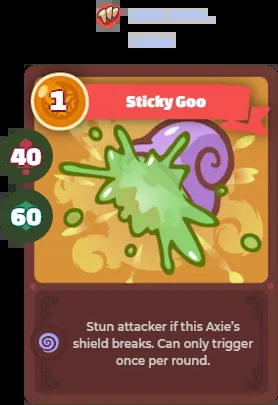 1
Sticky Goo
40
60
Stun attacker if this Axie's
shield breaks. Can only trigger
once per round.